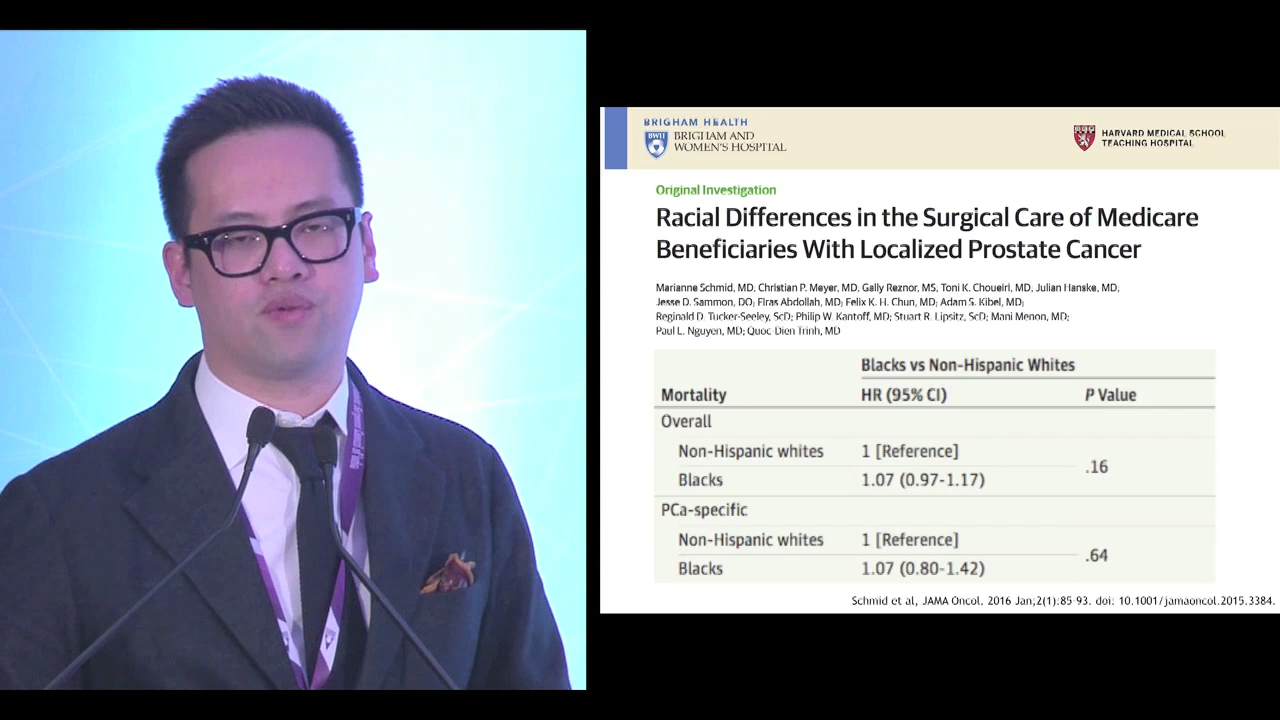 BRIGHAM HEALTH
BWH
BRIGHAM AND
WOMEN'S HOSPITAL
HARVARD MEDICAL SCHOOL
TEACHING HOSPITAL
Original Investigation
Racial Differences in the Surgical Care of Medicare
Beneficiaries With Localized Prostate Cancer
Marianne Schmid, MD; Christian P. Meyer, MD; Gally Reznor, MS; Toni K. Choueiri, MD; Julian Hanske, MD;
Jesse D. Sammon, DO; Firas Abdollah, MD; Felix K. H. Chun, MD; Adam S. Kibel, MD;
Reginald D. Tucker-Seeley, ScD; Philip W. Kantoff, MD; Stuart R. Lipsitz, ScD; Mani Menon, MD;
Paul L. Nguyen, MD; Quoc-Dien Trinh, MD
Blacks vs Non-Hispanic Whites
Mortality HR (95% CI) P Value
Overall
Non-Hispanic whites 1 [Reference]
.16
Blacks 1.07 (0.97-1.17)
PCa-specific
Non-Hispanic whites 1 [Reference]
.64
Blacks 1.07 (0.80-1.42)
Schmid et al, JAMA Oncol. 2016 Jan;2(1):85-93. doi: 10.1001/jamaoncol.2015.3384.